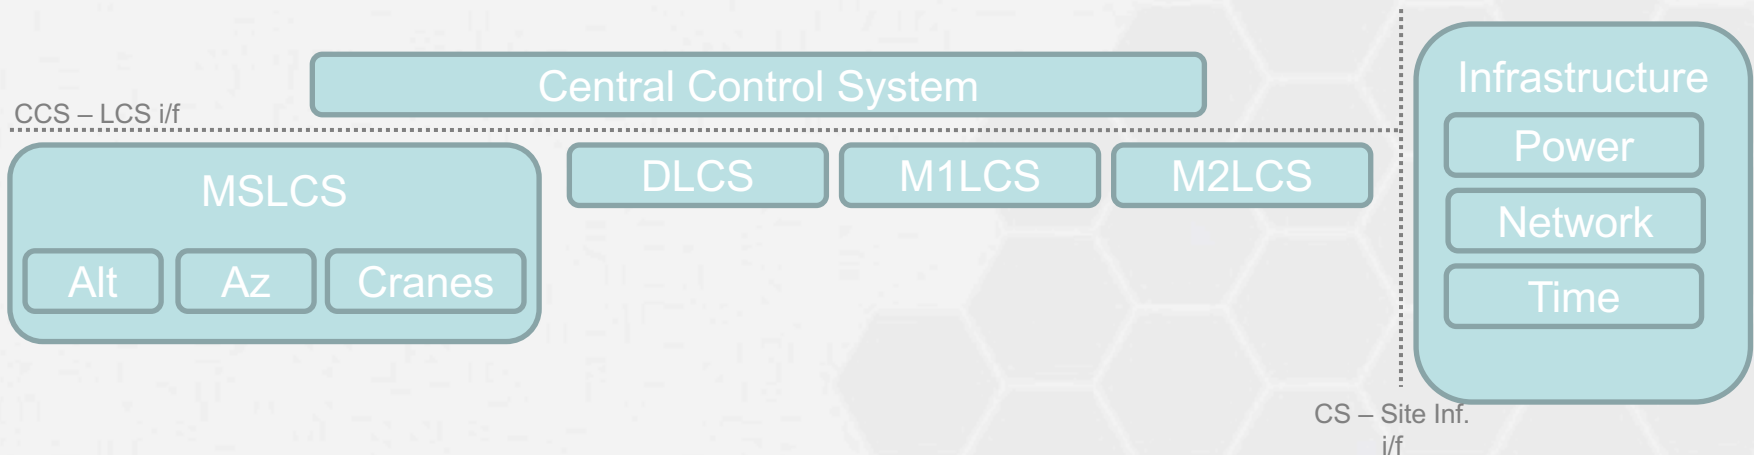 Central Control System
CCS – LCS i/f
MSLCS
Alt
Az
Cranes
DLCS
M1LCS
M2LCS
Infrastructure
Power
Network
Time
CS – Site Inf.
i/f